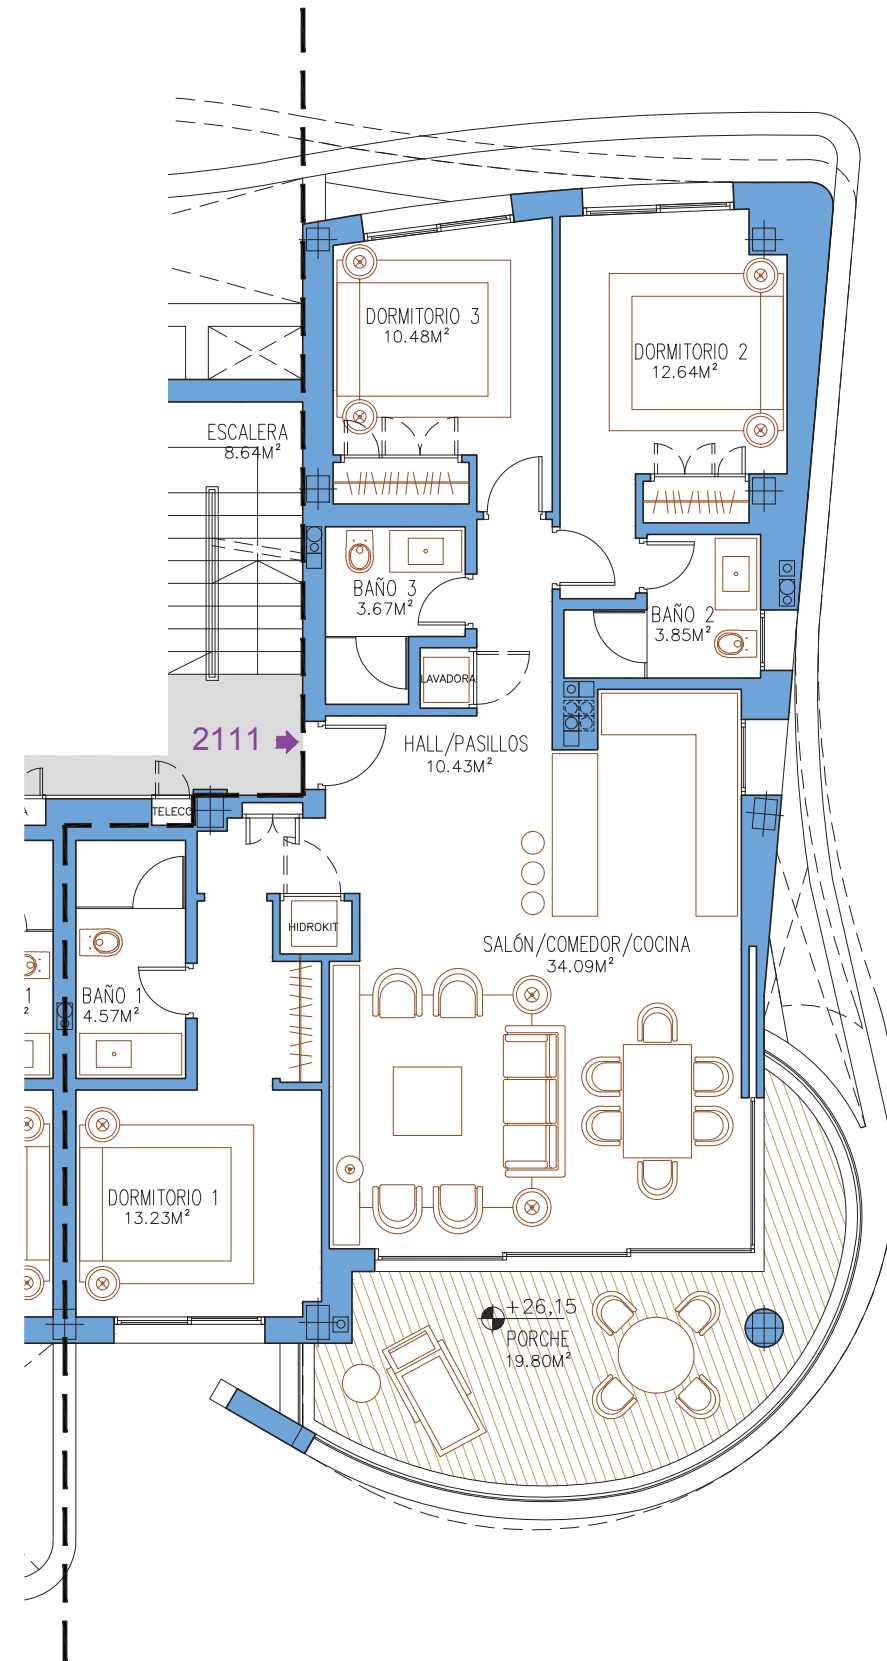 DORMITORIO 3
10.48M²
DORMITORIO 2
12.64M²
ESCALERA
8.64M²
BAÑO 3
3.67M²
BAÑO 2
3.85M²
LAVADORA
2111
HALL/PASILLOS
10.43M²
A
TELECO
HIDROKIT
SALÓN/COMEDOR/COCINA
34.09M²
1
²
BAÑO 1
4.57M²
DORMITORIO 1
13.23M²
+26,15
PORCHE
19.80M²